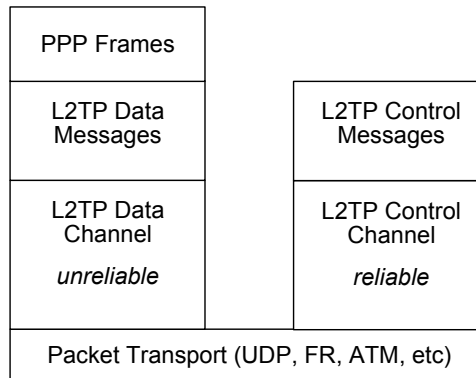 PPP Frames
L2TP Data
Messages
L2TP Control
Messages
L2TP Data
Channel
unreliable
L2TP Control
Channel
reliable
Packet Transport (UDP, FR, ATM, etc)